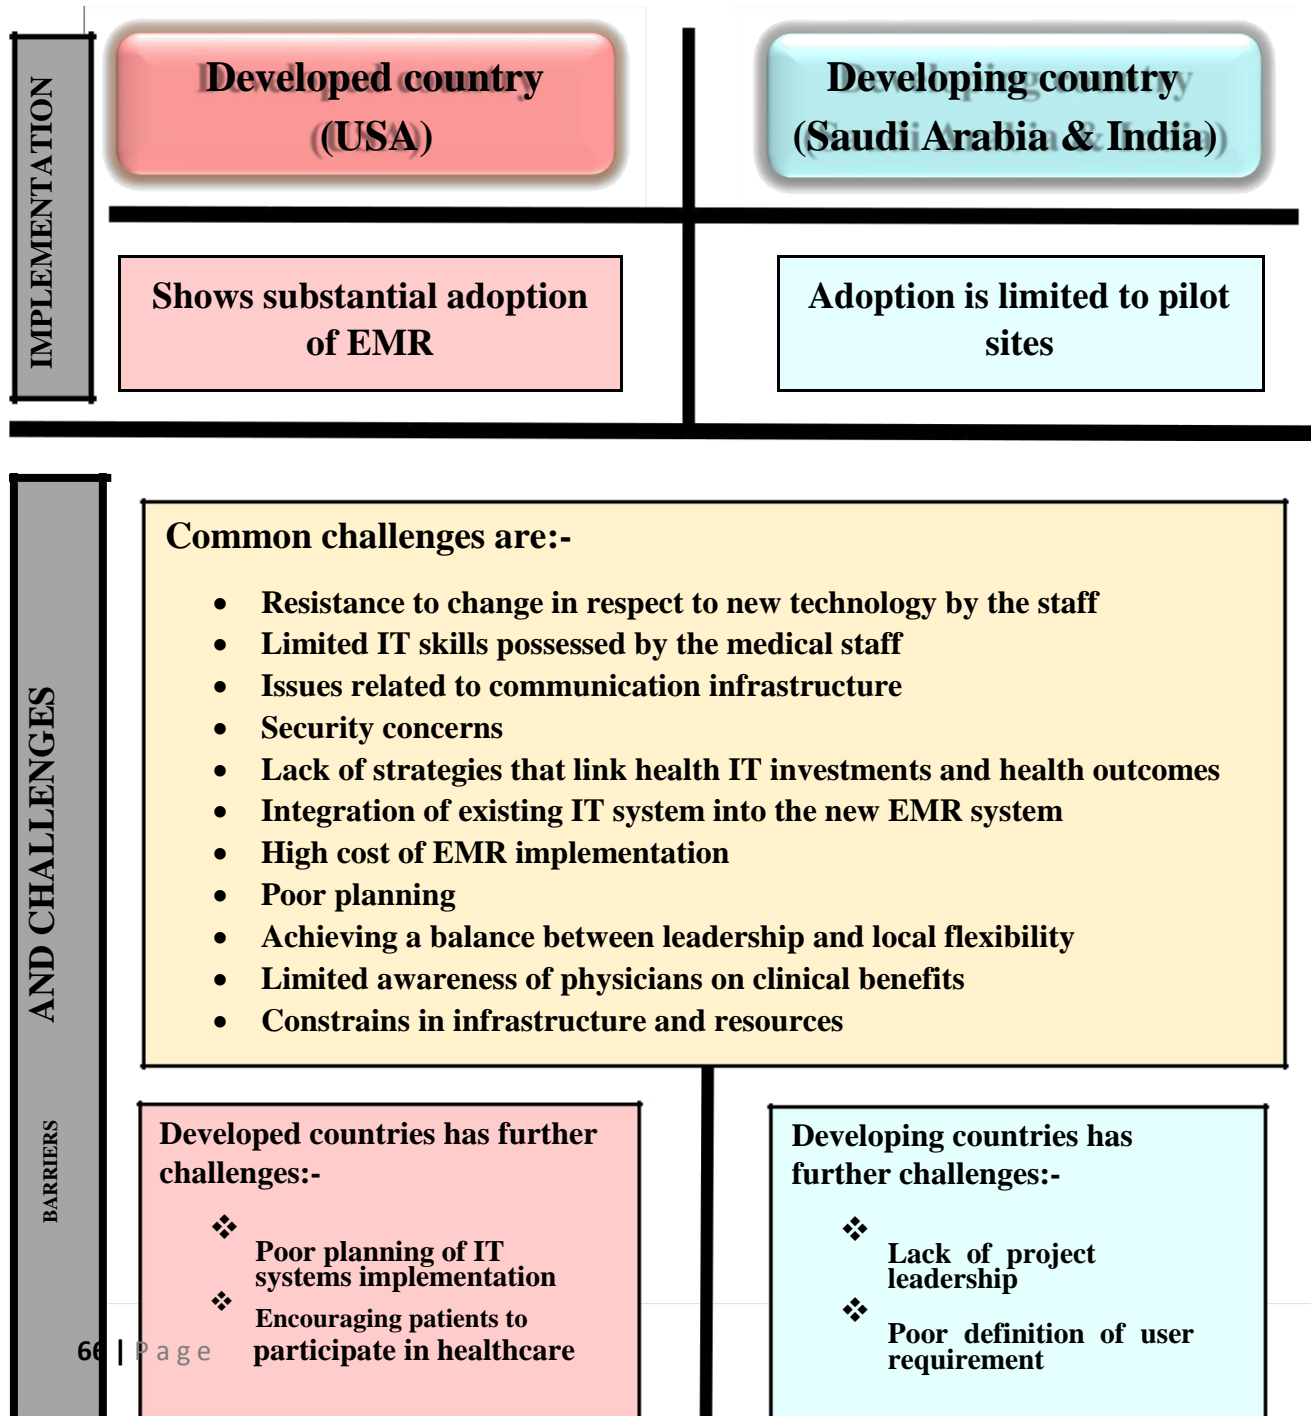 IMPLEMENTATION
Developed country
(USA)
Developing country
(Saudi Arabia & India)
Shows substantial adoption
of EMR
Adoption is limited to pilot
sites
BARRIERS AND CHALLENGES
Common challenges are:-
• Resistance to change in respect to new technology by the staff
• Limited IT skills possessed by the medical staff
• Issues related to communication infrastructure
• Security concerns
• Lack of strategies that link health IT investments and health outcomes
• Integration of existing IT system into the new EMR system
• High cost of EMR implementation
• Poor planning
• Achieving a balance between leadership and local flexibility
• Limited awareness of physicians on clinical benefits
• Constrains in infrastructure and resources
Developed countries has further
challenges:-
❖ Poor planning of IT
systems implementation
❖ Encouraging patients to
participate in healthcare
Developing countries has
further challenges:-
❖ Lack of project
leadership
❖ Poor definition of user
requirement
66 | Page